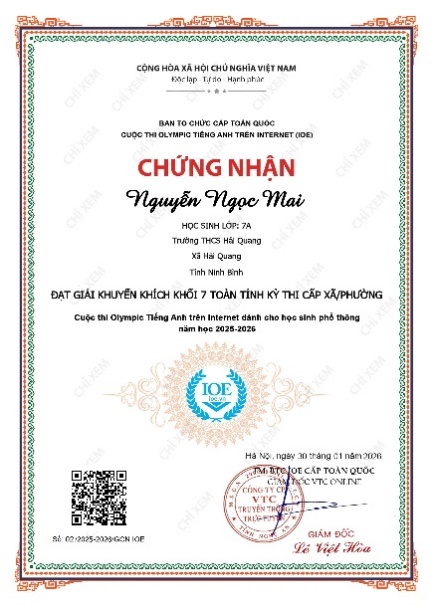 CỘNG HÒA XÃ HỘI CHỦ NGHĨA VIỆT NAM
Độc lập - Tự do - Hạnh phúc
BAN TỔ CHỨC CẤP TOÀN QUỐC
CUỘC THI OLYMPIC TIẾNG ANH TRÊN INTERNET (IOE)
CHỨNG NHẬN
Nguyễn Ngọc Mai
HỌC SINH LỚP: 7A
Trường THCS Hải Quang
Xã Hải Quang
Tỉnh Ninh Bình
ĐẠT GIẢI KHUYẾN KHÍCH KHỐI 7 TOÀN TỈNH KỲ THI CẤP XÃ/PHƯỜNG
Cuộc thi Olympic Tiếng Anh trên Internet dành cho học sinh phổ thông
năm học 2025-2026
IOE
ioe.vn
Hà Nội, ngày 30 tháng 01 năm 2026
TM. BTC IOE CẤP TOÀN QUỐC
GIÁM ĐỐC VTC ONLINE
CÔNG TY CỔ
VTC
TRUYỀN THÔNG
TRỰC TUYẾN
GIÁM ĐỐC
Lê Việt Hòa
Số: 02/2025-2026/GCN IOE
CHỈ XEM